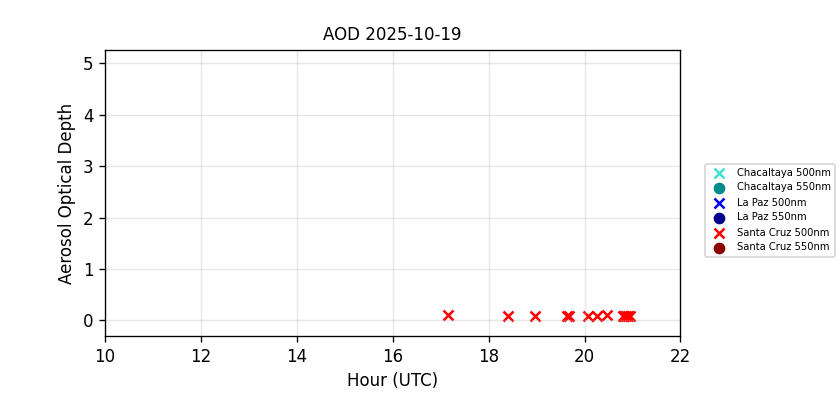 AOD 2025-10-19
Aerosol Optical Depth
5
4
3
2
1
0
10 12 14 16 18 20 22
Hour (UTC)
Chacaltaya 500nm
Chacaltaya 550nm
La Paz 500nm
La Paz 550nm
Santa Cruz 500nm
Santa Cruz 550nm